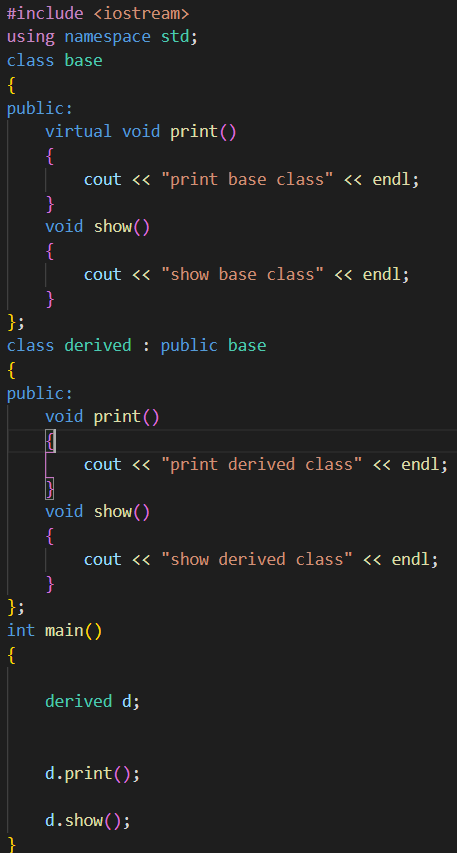 #include <iostream>
using namespace std;
class base
{
public:
    virtual void print()
    {
        cout << "print base class" << endl;
    }
    void show()
    {
        cout << "show base class" << endl;
    }
};
class derived : public base
{
public:
    void print()
    {
        cout << "print derived class" << endl;
    }
    void show()
    {
        cout << "show derived class" << endl;
    }
};
int main()
{
    derived d;
    d.print();
    d.show();
}